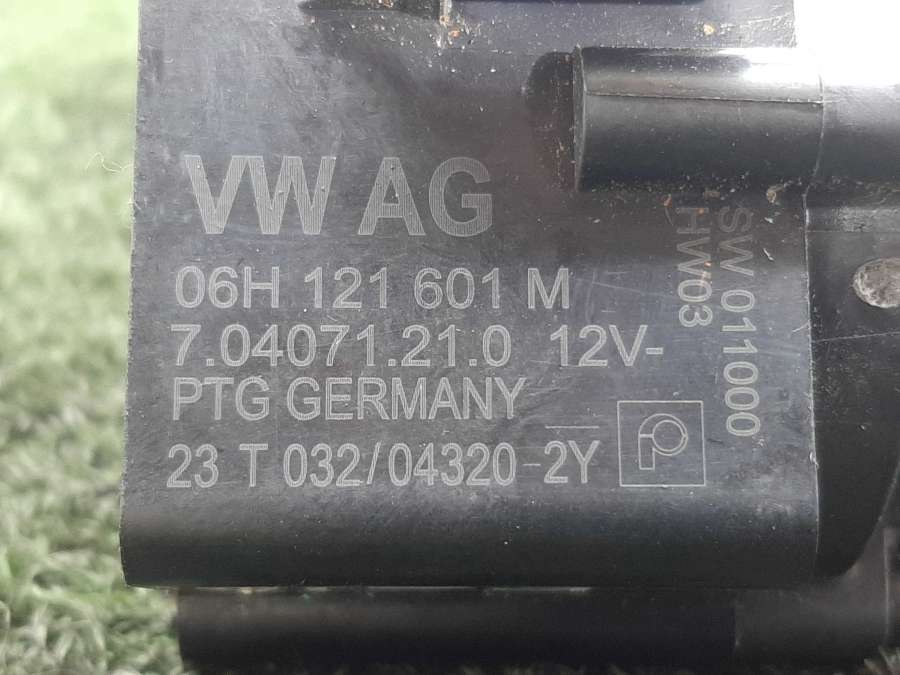 VW AG
06H 121 601 M
7.04071.21.0 12V-
PTG GERMANY
23 T 032/04320 2Y
SW 011000
HW03